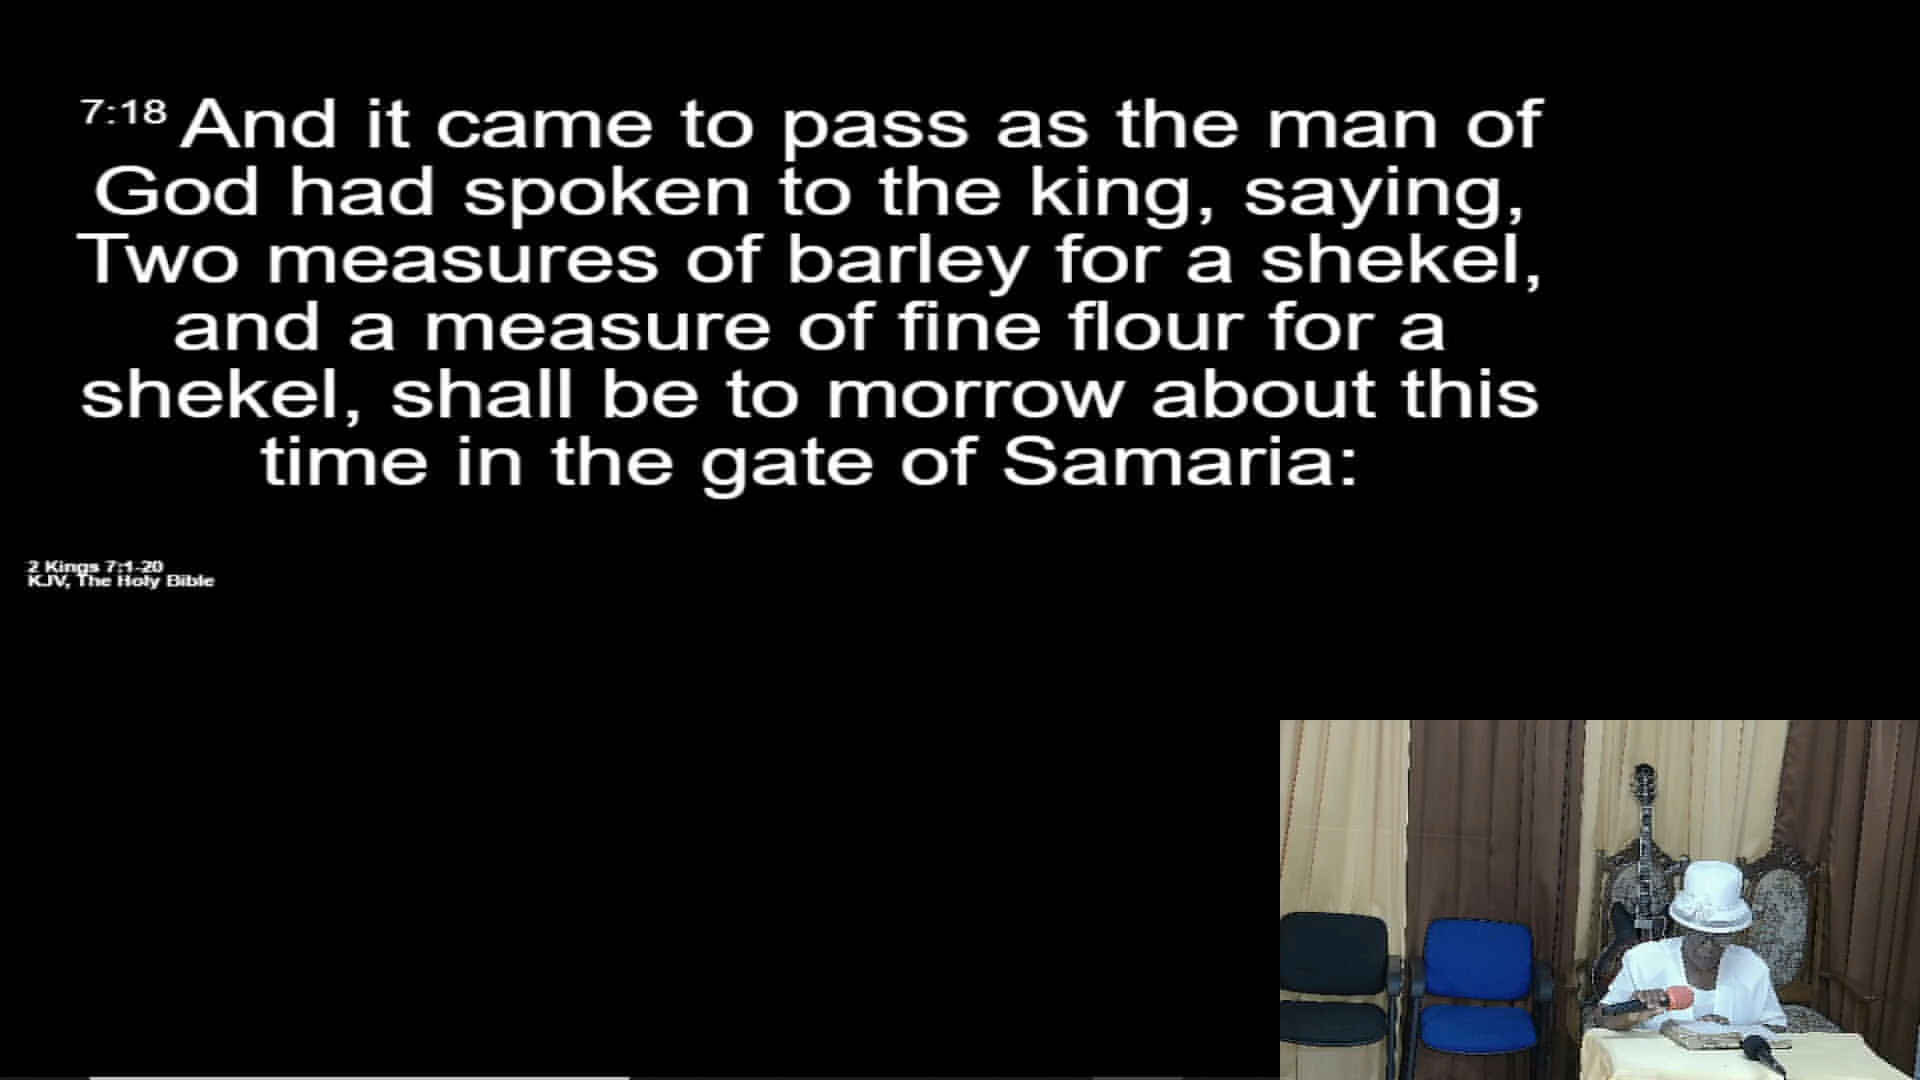 7:18 And it came to pass as the man of
God had spoken to the king, saying,
Two measures of barley for a shekel,
and a measure of fine flour for a
shekel, shall be to morrow about this
time in the gate of Samaria:
2 Kings 7:1-20
KJV, The Holy Bible